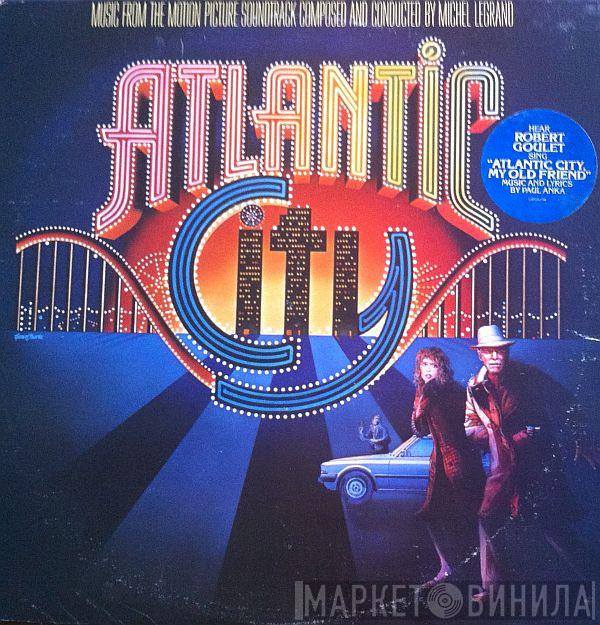 MUSIC FROM THE MOTION PICTURE SOUNDTRACK COMPOSED AND CONDUCTED BY MICHEL LEGRAND
ATLANTIC
City
HEAR
ROBERT
GOULET
SING
"ATLANTIC CITY,
MY OLD FRIEND"
MUSIC AND LYRICS
BY PAUL ANKA
МАРКЕТ ВИНИЛА